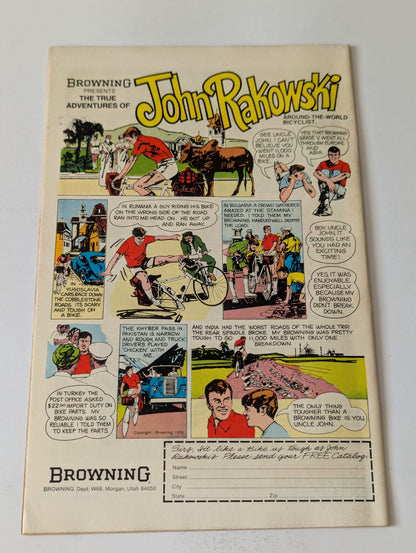 BROWNING
PRESENTS
THE TRUE
ADVENTURES OF
John Rakowski
AROUND-THE-WORLD
BICYCLIST.
GEE UNCLE
JOHN, I CAN'T
BELIEVE YOU
WENT 11,000
MILES ON A
BIKE.
YES THAT BROWNING
GRADE V WENT ALL
THROUGH EUROPE
AND
ASIA.
YUGOSLAVIA
CARS RACE DOWN
THE COBBLESTONE
ROADS. ITS SCARY
AND TOUGH ON
A BIKE.
IN RUMANIA A GUY RIDING HIS BIKE
ON THE WRONG SIDE OF THE ROAD
RAN INTO ME HEAD ON. HE GOT UP
AND RAN AWAY.
IN BULGARIA A CROWD GATHERED
AMAZED AT THE STAMINA I
NEEDED. I TOLD THEM MY
BROWNING HANDLED WELL DESPITE
THE LOAD.
BOY, UNCLE
JOHN, IT
SOUNDS LIKE
YOU HAD AN
EXCITING
TIME!
YES, IT WAS
ENJOYABLE,
ESPECIALLY
BECAUSE MY
BROWNING
DIDN'T BREAK
DOWN.
IN TURKEY THE
POST OFFICE ASKED
$22.00 IMPORT DUTY ON
BIKE PARTS. MY
BROWNING WAS SO
RELIABLE I TOLD THEM
TO KEEP THE PARTS.
THE KHYBER PASS IN
PAKISTAN IS NARROW
AND ROUGH AND TRUCK
DRIVERS PLAYED
"CHICKEN" WITH
ME.
Copyright - Browning, 1976
AND INDIA HAD THE WORST ROADS OF THE WHOLE TRIP.
THE REAR SPINDLE BROKE. MY BROWNING WAS PRETTY
TOUGH TO GO 11,000 MILES WITH ONLY ONE
BREAKDOWN.
THE ONLY THING
TOUGHER THAN A
BROWNING BIKE IS YOU
UNCLE JOHN.
BROWNING
BROWNING, Dept. W68, Morgan, Utah 84050
Sirs, I'd like a Bike as tough as John
Rakowski's. Please send your FREE Catalog.
Name
Street
City
State Zip